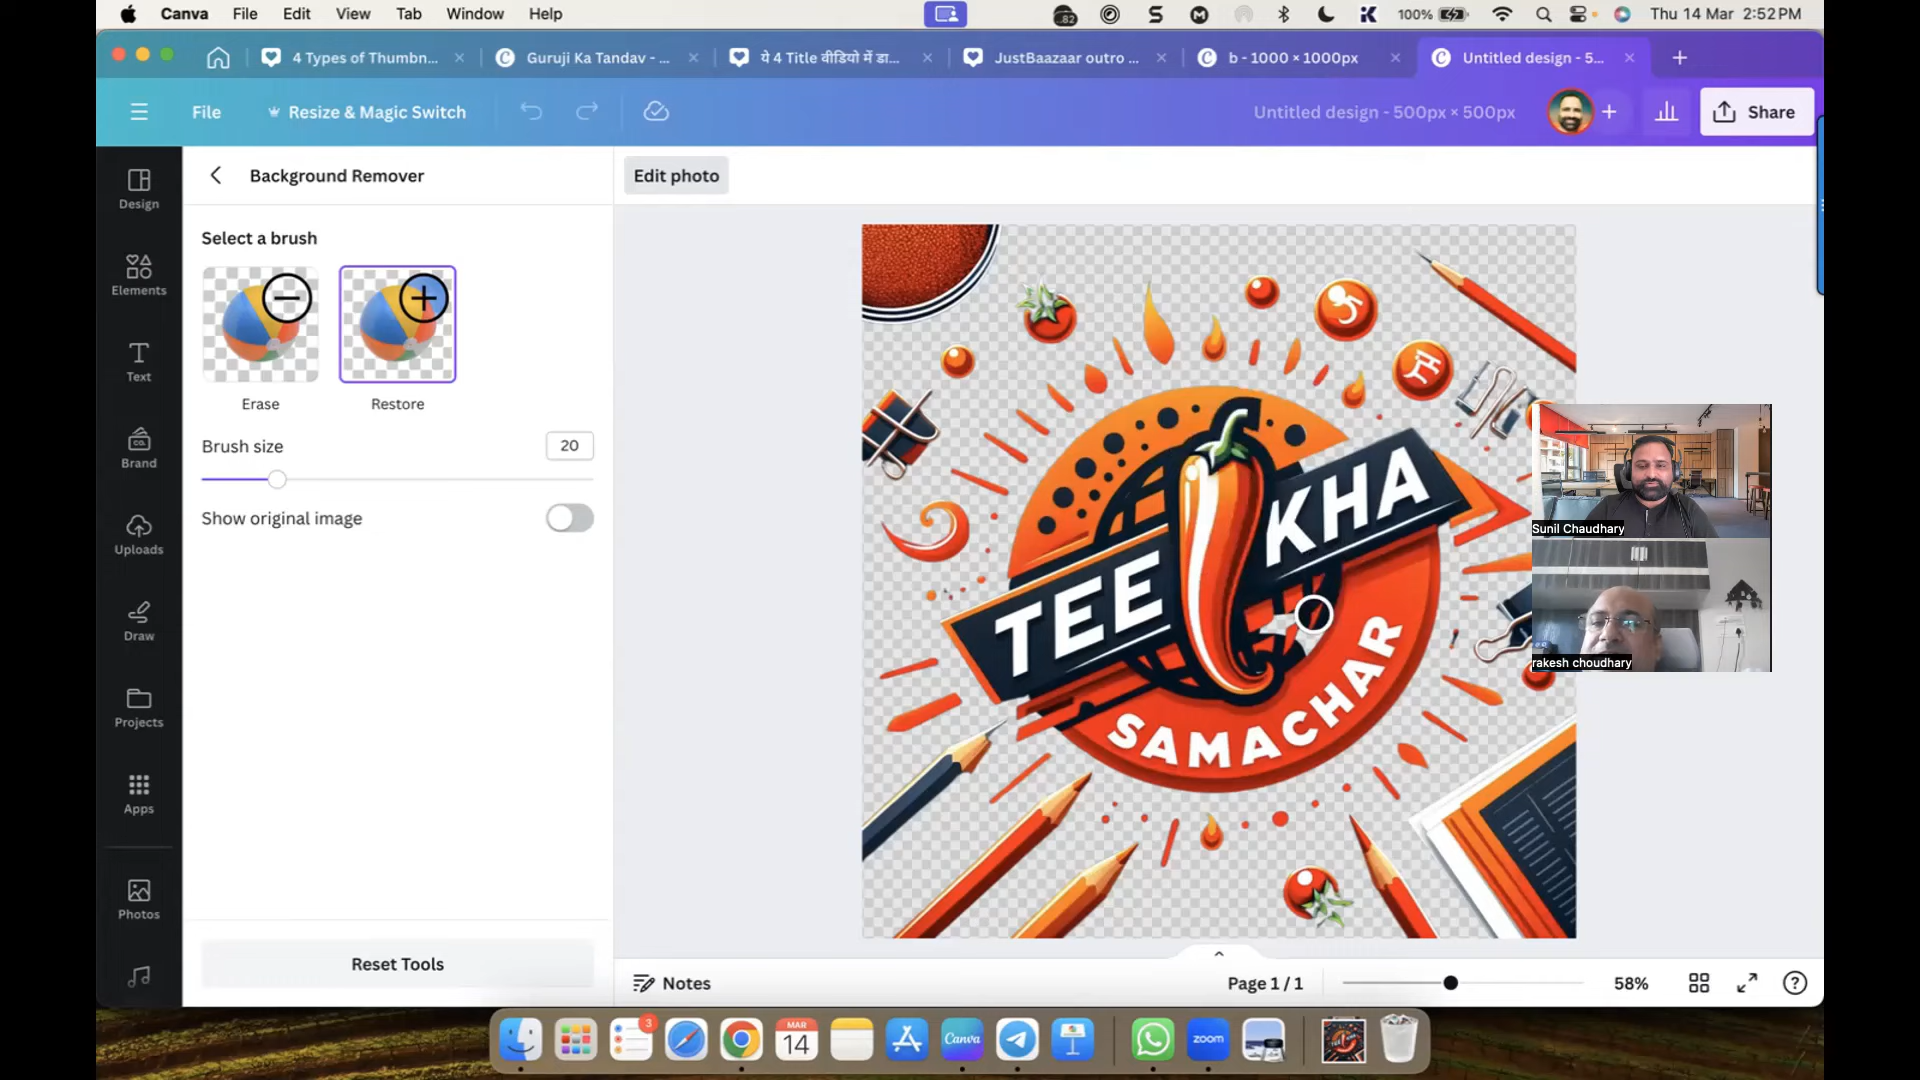 Canva File Edit View Tab Window Help
.82
100%
Thu 14 Mar 2:52 PM
4 Types of Thumbn...
Guruji Ka Tandav - ...
ये 4 Title वीडियो में डा...
JustBaazaar outro ...
b - 1000 × 1000px
Untitled design - 5...
File
Resize & Magic Switch
Untitled design - 500px × 500px
Share
Design
Elements
Text
CO.
Brand
Uploads
Draw
Projects
Apps
Photos
Background Remover
Select a brush
Erase
Restore
Brush size
20
Show original image
Reset Tools
Edit photo
TEE KHA
SAMACHAR
Sunil Chaudhary
rakesh choudhary
Notes
Page 1 / 1
58%
3
MAR
14
Canva
zoom